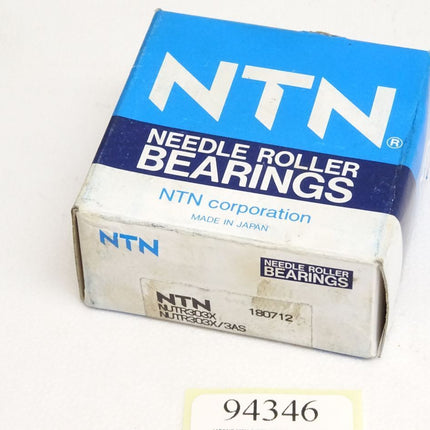 NTN®
NEEDLE ROLLER
BEARINGS
NTN corporation
MADE IN JAPAN
NTN
NEEDLE ROLLER
BEARINGS
NTN 180712
NUTR303X
NUTR303X/3AS
94346